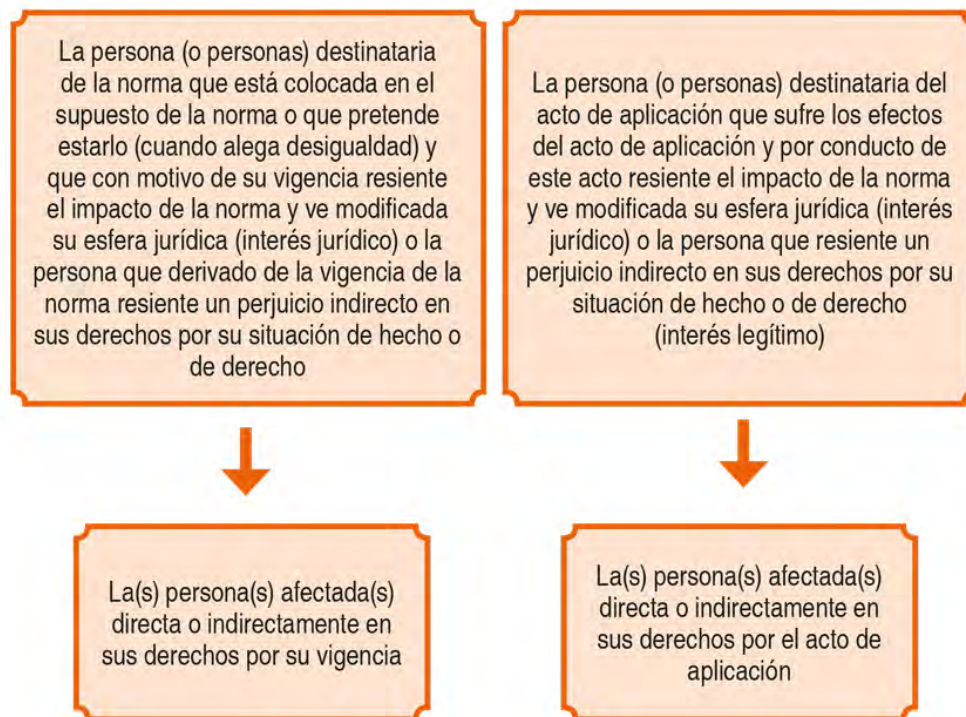 La persona (o personas) destinataria
de la norma que está colocada en el
supuesto de la norma o que pretende
estarlo (cuando alega desigualdad) y
que con motivo de su vigencia resiente
el impacto de la norma y ve modificada
su esfera jurídica (interés jurídico) o la
persona que derivado de la vigencia de la
norma resiente un perjuicio indirecto en
sus derechos por su situación de hecho o
de derecho
La persona (o personas) destinataria del
acto de aplicación que sufre los efectos
del acto de aplicación y por conducto de
este acto resiente el impacto de la norma
y ve modificada su esfera jurídica (interés
jurídico) o la persona que resiente un
perjuicio indirecto en sus derechos por su
situación de hecho o de derecho
(interés legítimo)
La(s) persona(s) afectada(s)
directa o indirectamente en
sus derechos por su vigencia
La(s) persona(s) afectada(s)
directa o indirectamente en
sus derechos por el acto de
aplicación